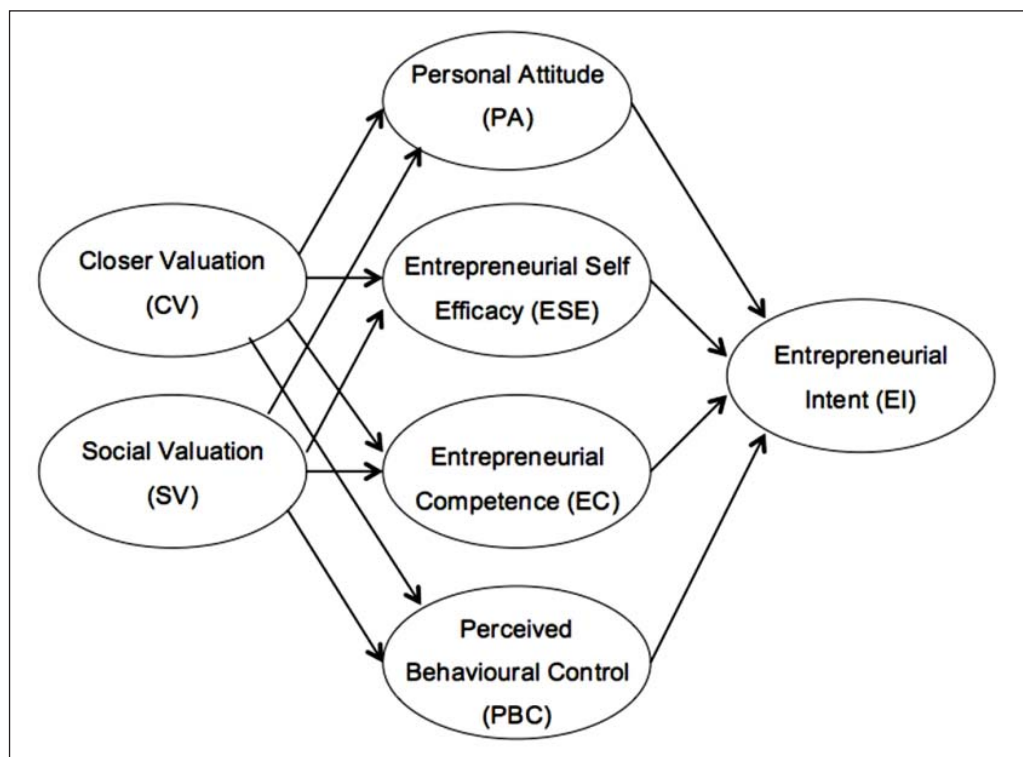 Personal Attitude
(PA)
Closer Valuation
(CV)
Entrepreneurial Self
Efficacy (ESE)
Entrepreneurial
Intent (EI)
Social Valuation
(SV)
Entrepreneurial
Competence (EC)
Perceived
Behavioural Control
(PBC)